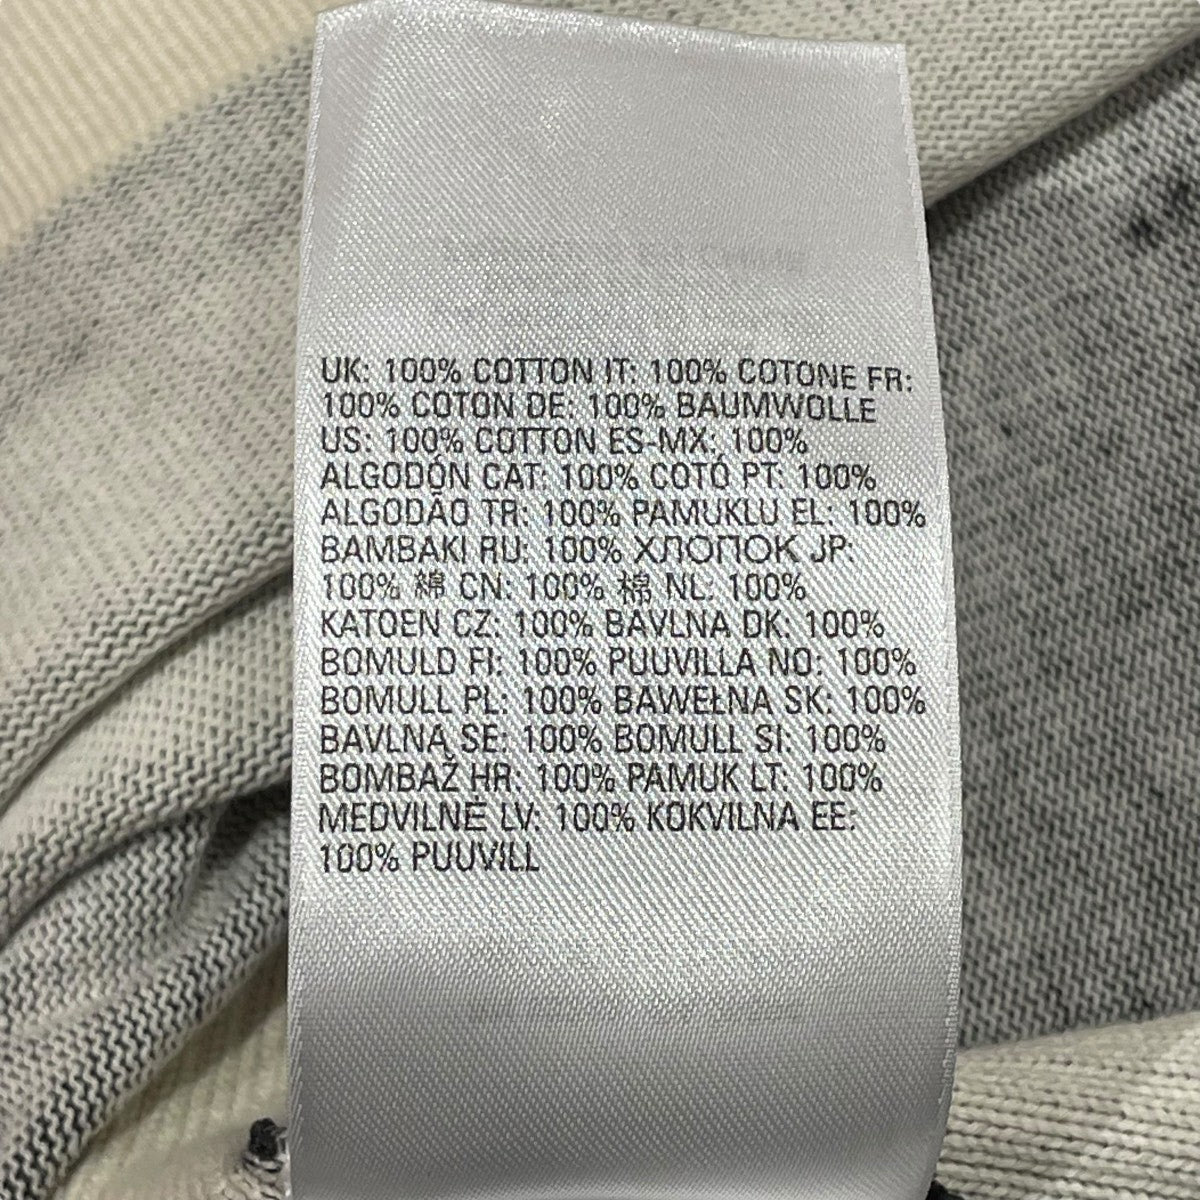 UK: 100% COTTON IT: 100% COTONE FR:
100% COTON DE: 100% BAUMWOLLE
US: 100% COTTON ES-MX: 100%
ALGODÓN CAT: 100% COTÓ PT: 100%
ALGODÃO TR: 100% PAMUKLU EL: 100%
BAMBAKI RU: 100% ХЛОПОК JP:
100% 綿 CN: 100% 棉 NL: 100%
KATOEN CZ: 100% BAVLNA DK: 100%
BOMULD FI: 100% PUUVILLA NO: 100%
BOMULL PL: 100% BAWEŁNA SK: 100%
BAVLNA SE: 100% BOMULL SI: 100%
BOMBAŽ HR: 100% PAMUK LT: 100%
MEDVILNĖ LV: 100% KOKVILNA EE:
100% PUUVILL